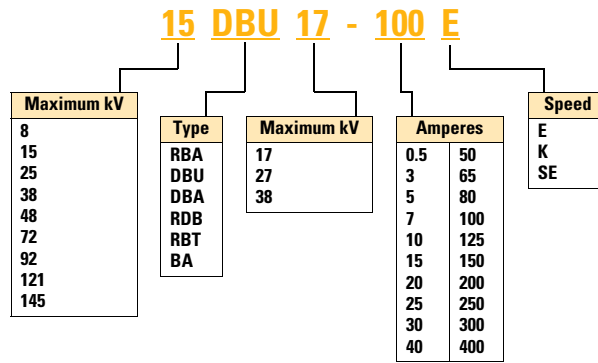 15 DBU 17 - 100 E
Maximum kV
8
15
25
38
48
72
92
121
145
Type
RBA
DBU
DBA
RDB
RBT
BA
Maximum kV
17
27
38
Amperes
0.5 50
3 65
5 80
7 100
10 125
15 150
20 200
25 250
30 300
40 400
Speed
E
K
SE